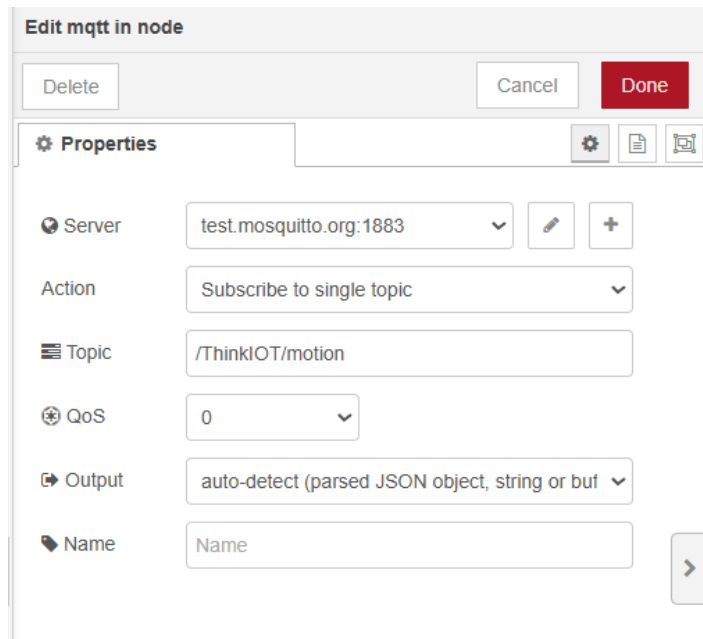 Edit mqtt in node
Delete
Cancel
Done
Properties
Server
test.mosquitto.org:1883
Action
Subscribe to single topic
Topic
/ThinkIOT/motion
QoS
0
Output
auto-detect (parsed JSON object, string or buf
Name
Name